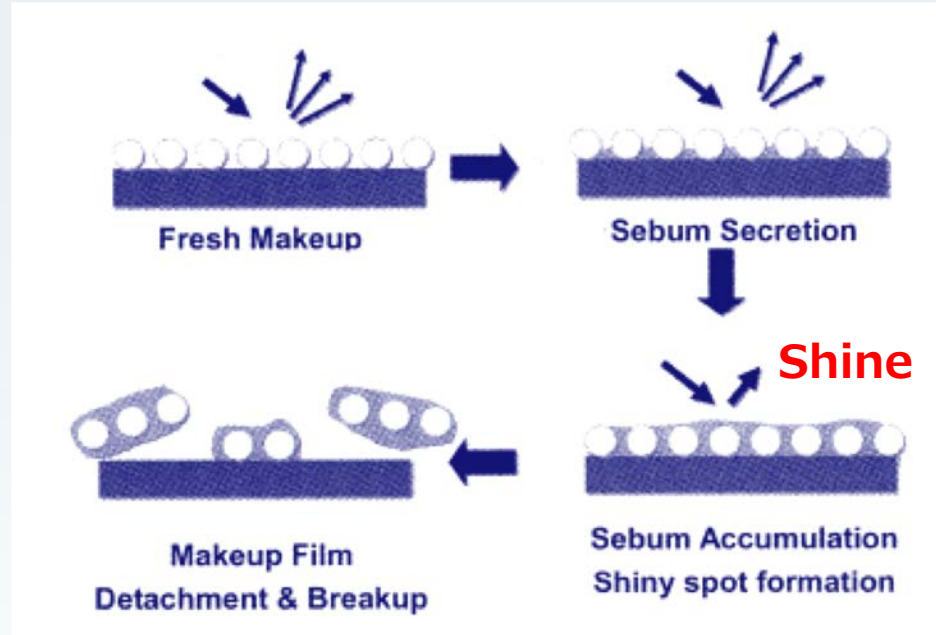 Fresh Makeup
Sebum Secretion
Shine
Sebum Accumulation
Shiny spot formation
Makeup Film
Detachment & Breakup